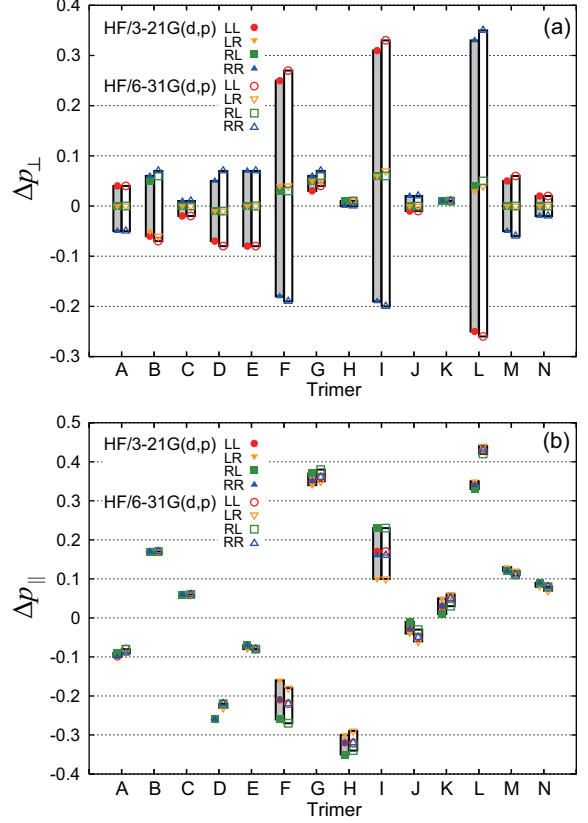 0.4
(a)
HF/3-21G(d,p) LL
LR
RL
RR
HF/6-31G(d,p) LL
LR
RL
RR
0.3
0.2
0.1
0
-0.1
-0.2
-0.3
Δp⊥
A B C D E F G H I J K L M N
Trimer
0.5
(b)
HF/3-21G(d,p) LL
LR
RL
RR
HF/6-31G(d,p) LL
LR
RL
RR
0.4
0.3
0.2
0.1
0
-0.1
-0.2
-0.3
-0.4
Δp∥
A B C D E F G H I J K L M N
Trimer